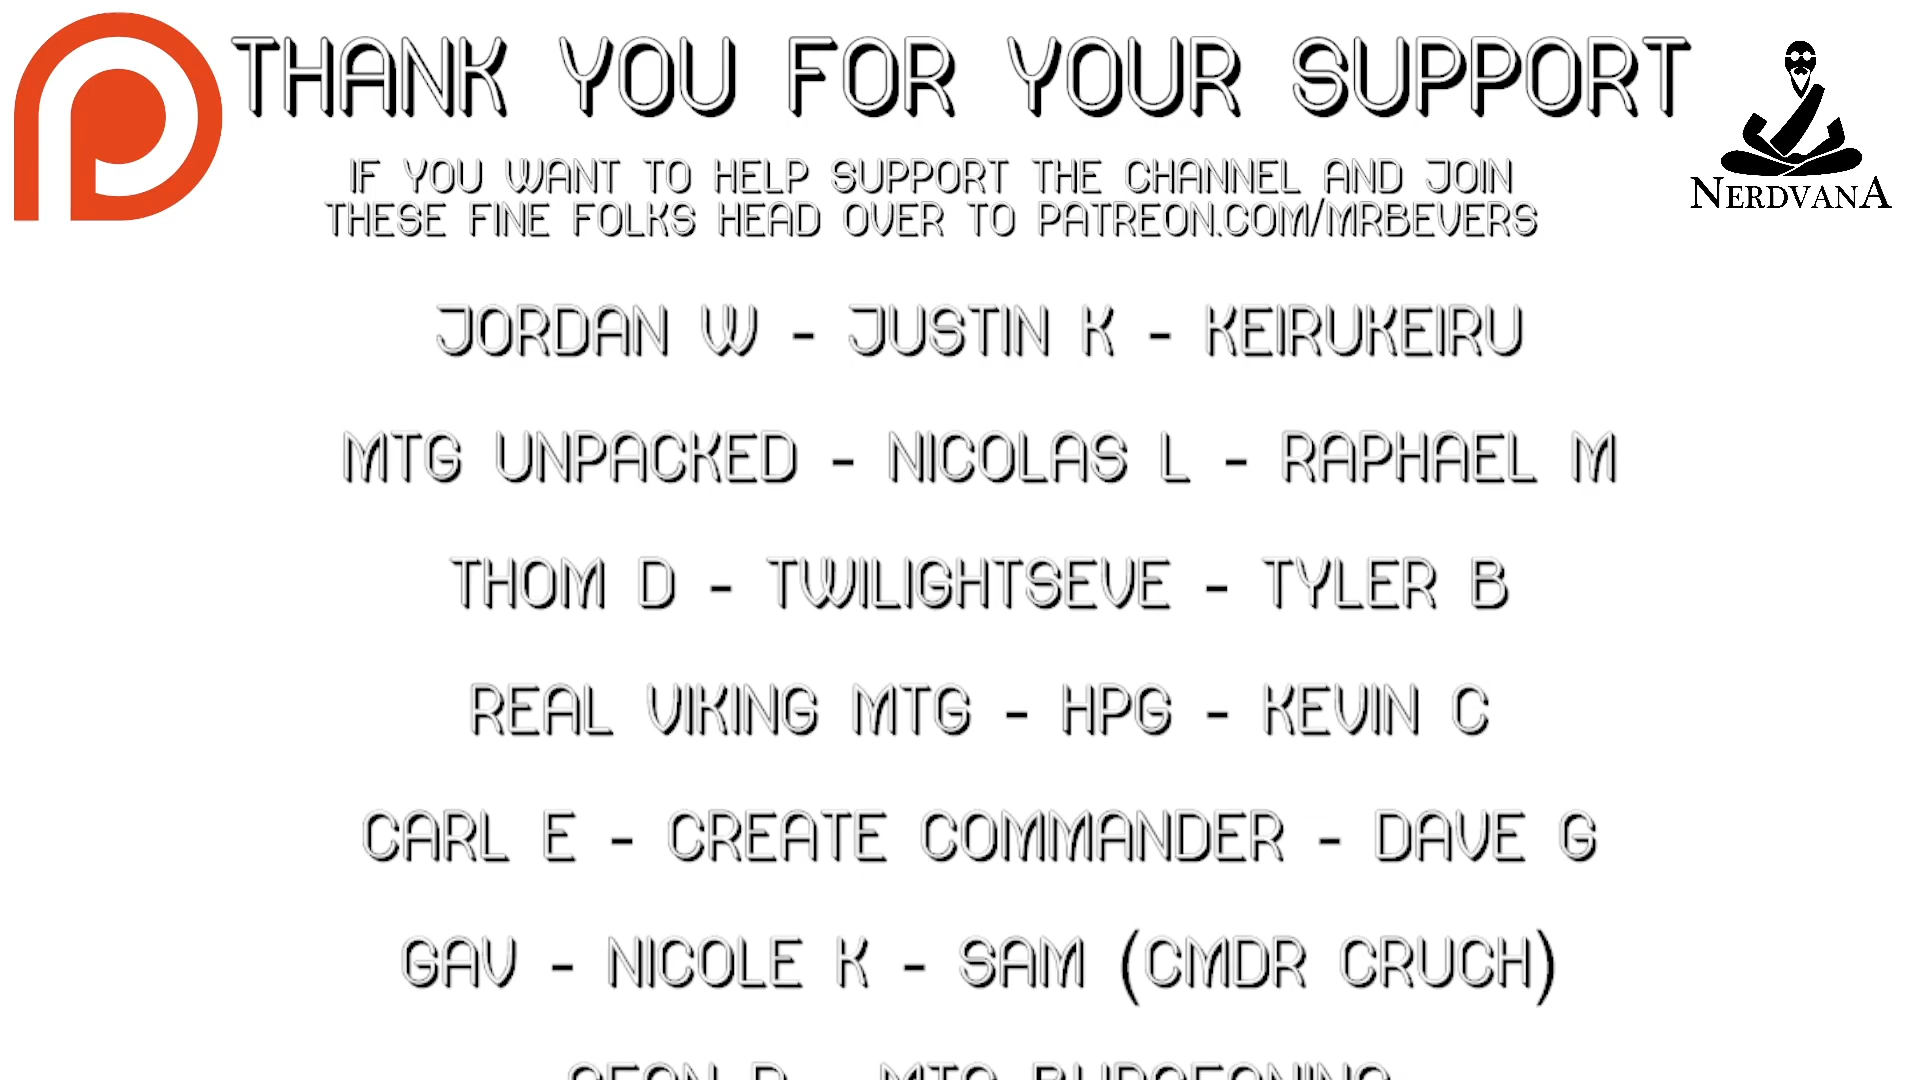 THANK YOU FOR YOUR SUPPORT
NERDVANA
IF YOU WANT TO HELP SUPPORT THE CHANNEL AND JOIN
THESE FINE FOLKS HEAD OVER TO PATREON.COM/MRBEVERS
JORDAN W - JUSTIN K - KEIRUKEIRU
MTG UNPACKED - NICOLAS L - RAPHAEL M
THOM D - TWILIGHTSEVE - TYLER B
REAL VIKING MTG - HPG - KEVIN C
CARL E - CREATE COMMANDER - DAVE G
GAV - NICOLE K - SAM (CMDR CRUCH)